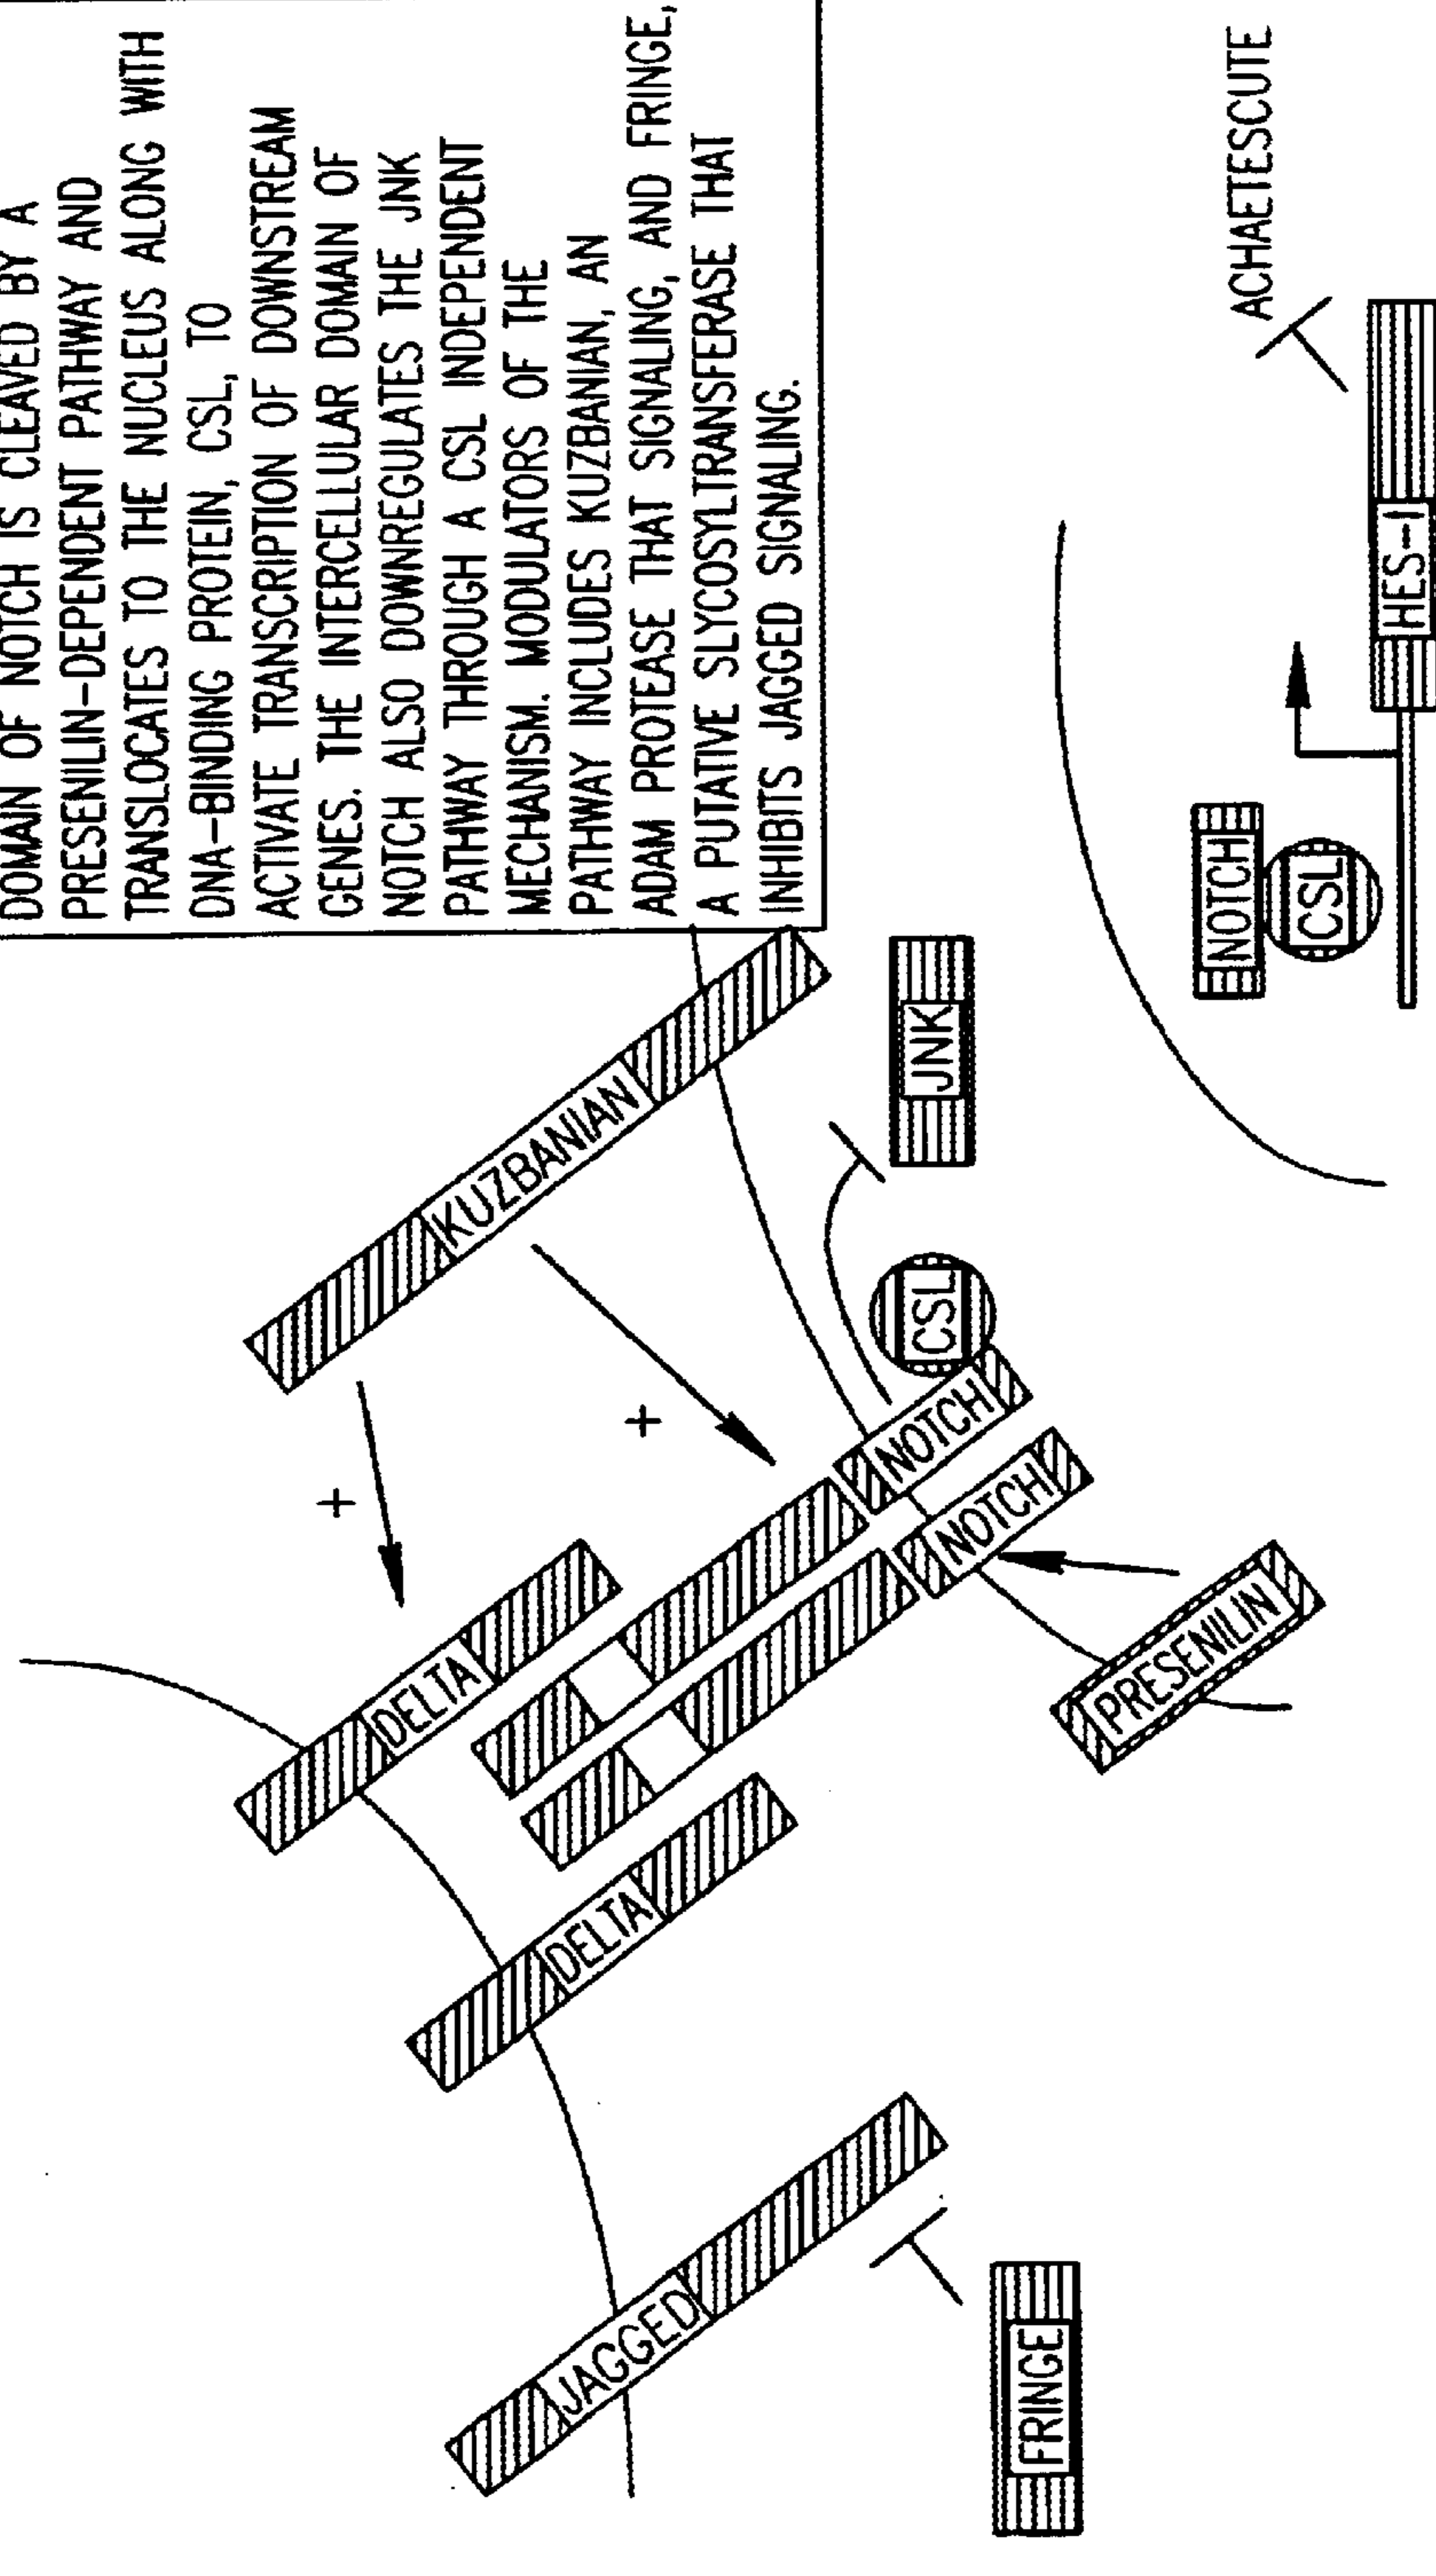 DOMAIN OF NOTCH IS CLEAVED BY A
PRESENILIN-DEPENDENT PATHWAY AND
TRANSLOCATES TO THE NUCLEUS ALONG WITH
DNA-BINDING PROTEIN, CSL, TO
ACTIVATE TRANSCRIPTION OF DOWNSTREAM
GENES. THE INTERCELLULAR DOMAIN OF
NOTCH ALSO DOWNREGULATES THE JNK
PATHWAY THROUGH A CSL INDEPENDENT
MECHANISM. MODULATORS OF THE
PATHWAY INCLUDES KUZBANIAN, AN
ADAM PROTEASE THAT SIGNALING, AND FRINGE,
A PUTATIVE SLYCOSYLTRANSFERASE THAT
INHIBITS JAGGED SIGNALING.
KUZBANIAN
+
+
DELTA
DELTA
JAGGED
FRINGE
NOTCH
NOTCH
CSL
JNK
PRESENILIN
NOTCH
CSL
HES-1
ACHAETESCUTE